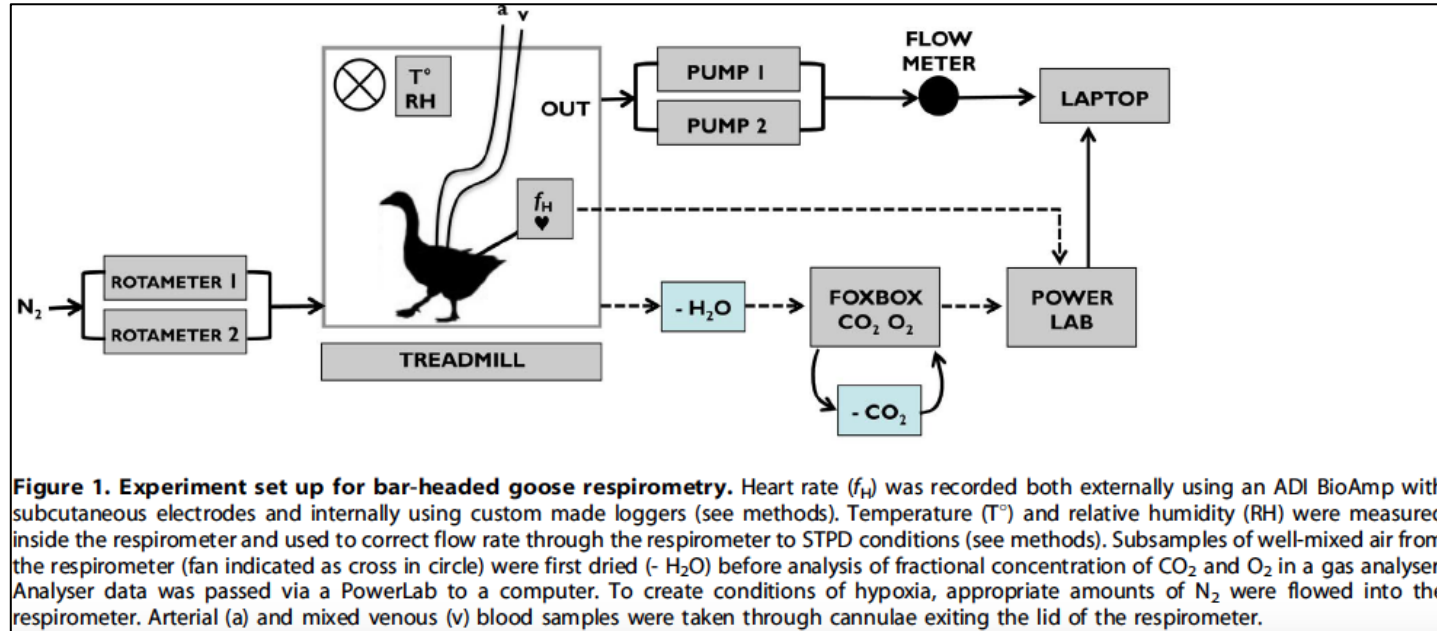 a v
T°
RH
OUT
PUMP 1
PUMP 2
FLOW
METER
LAPTOP
fH
♥
N2
ROTAMETER 1
ROTAMETER 2
- H2O
FOXBOX
CO2 O2
POWER
LAB
TREADMILL
- CO2
Figure 1. Experiment set up for bar-headed goose respirometry. Heart rate (fH) was recorded both externally using an ADI BioAmp with
subcutaneous electrodes and internally using custom made loggers (see methods). Temperature (T°) and relative humidity (RH) were measured
inside the respirometer and used to correct flow rate through the respirometer to STPD conditions (see methods). Subsamples of well-mixed air from
the respirometer (fan indicated as cross in circle) were first dried (- H2O) before analysis of fractional concentration of CO2 and O2 in a gas analyser
Analyser data was passed via a PowerLab to a computer. To create conditions of hypoxia, appropriate amounts of N2 were flowed into the
respirometer. Arterial (a) and mixed venous (v) blood samples were taken through cannulae exiting the lid of the respirometer.